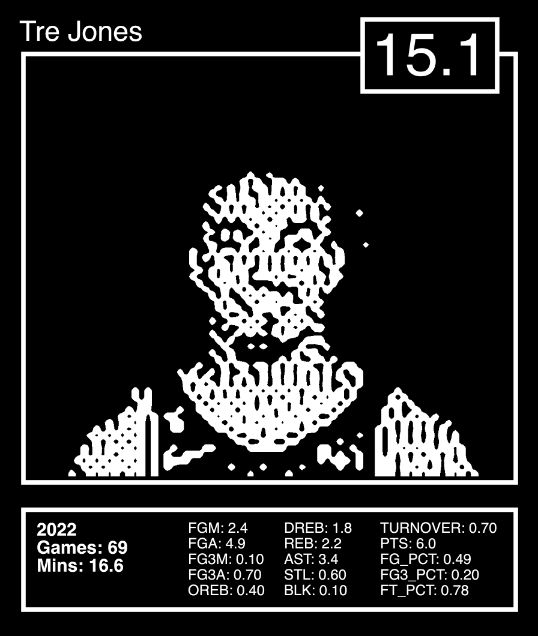 Tre Jones
15.1
2022
Games: 69
Mins: 16.6
FGM: 2.4
FGA: 4.9
FG3M: 0.10
FG3A: 0.70
OREB: 0.40
DREB: 1.8
REB: 2.2
AST: 3.4
STL: 0.60
BLK: 0.10
TURNOVER: 0.70
PTS: 6.0
FG_PCT: 0.49
FG3_PCT: 0.20
FT_PCT: 0.78